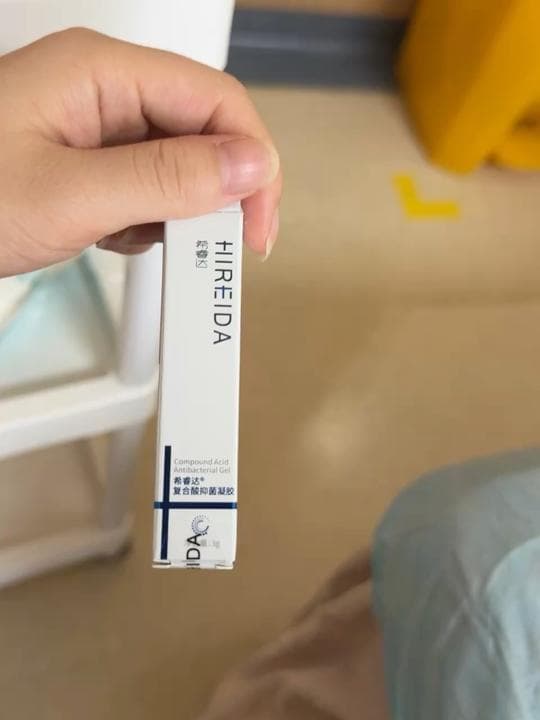 HIREIDA
希睿达
Compound Acid
Antibacterial Gel
希睿达®
复合酸抑菌凝胶
3g
IDA